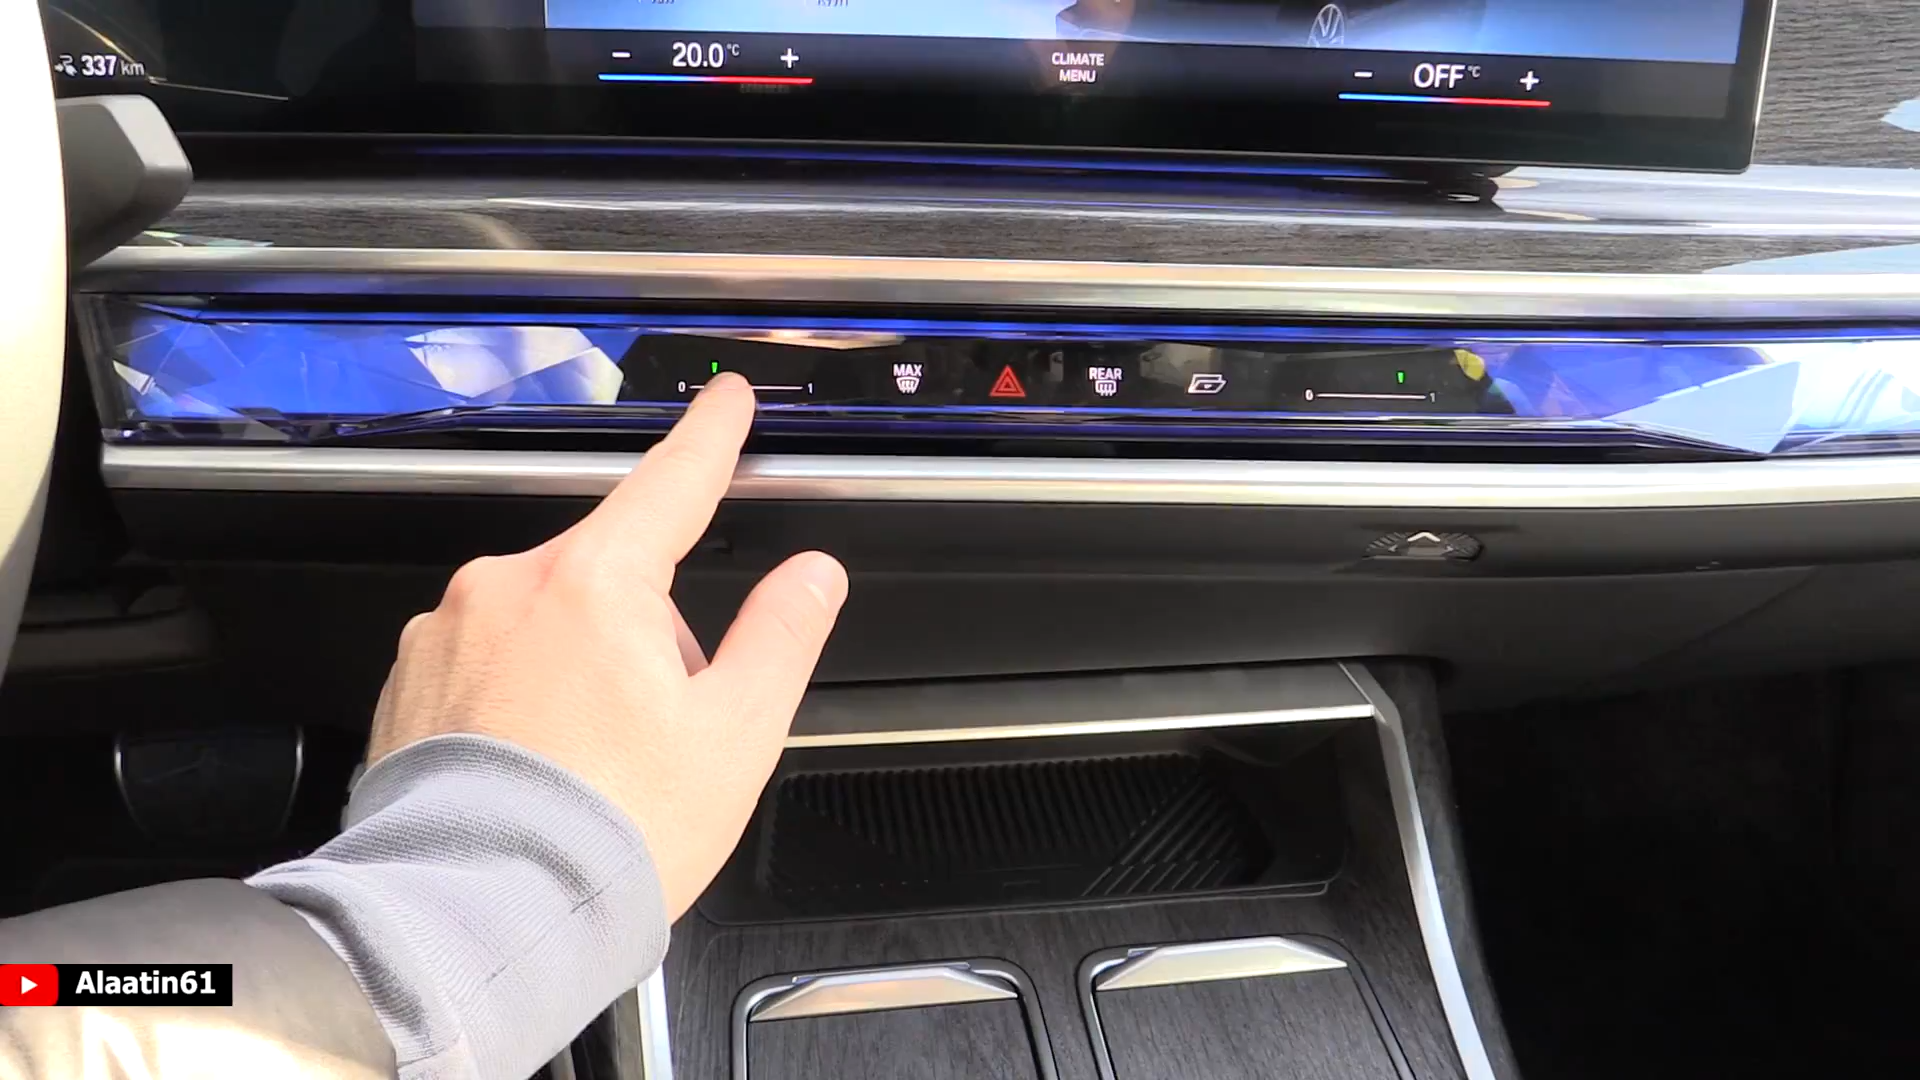 337 km
− 20.0 °C +
CLIMATE
MENU
− OFF °C +
0 1
MAX
REAR
0 1
Alaatin61